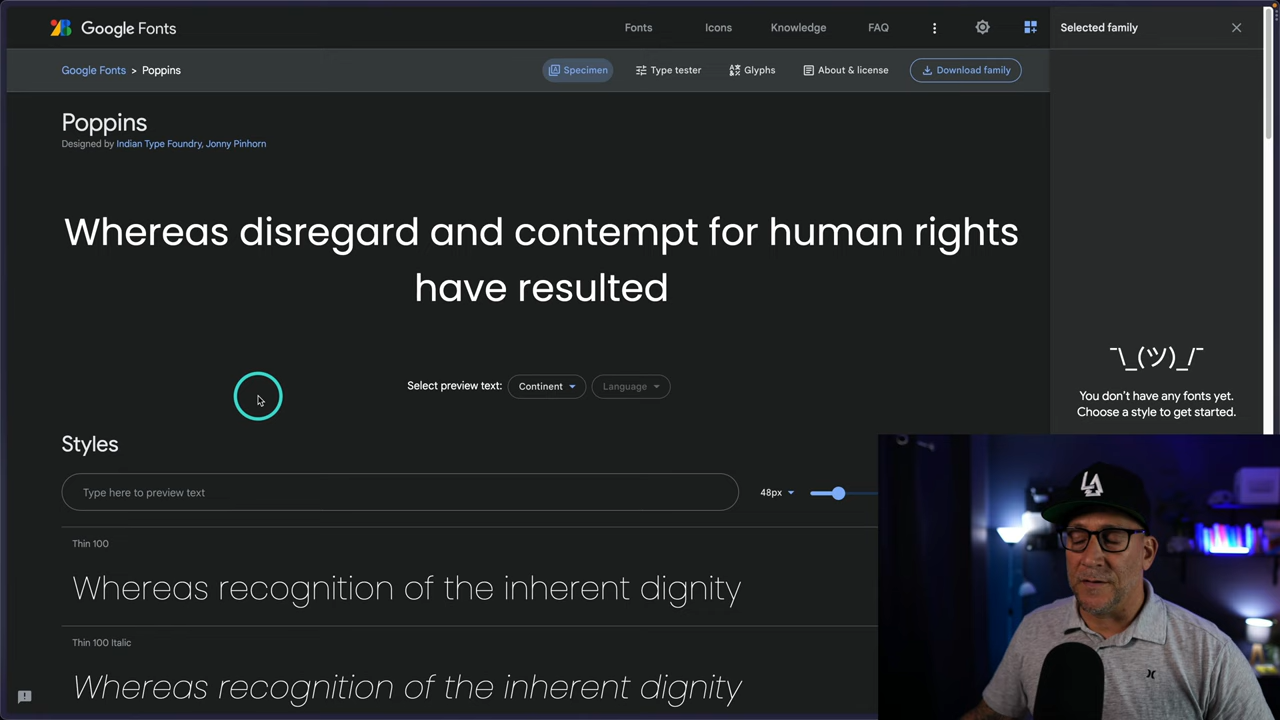 Google Fonts
Fonts
Icons
Knowledge
FAQ
Selected family
Google Fonts > Poppins
Specimen
Type tester
Glyphs
About & license
Download family
Poppins
Designed by Indian Type Foundry, Jonny Pinhorn
Whereas disregard and contempt for human rights
have resulted
Select preview text:
Continent
Language
¯\_(ツ)_/¯
You don't have any fonts yet.
Choose a style to get started.
Styles
Type here to preview text
48px
Thin 100
Whereas recognition of the inherent dignity
Thin 100 Italic
Whereas recognition of the inherent dignity
LA